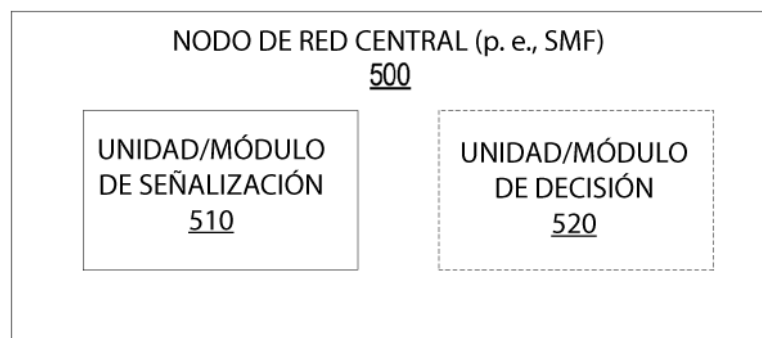 NODO DE RED CENTRAL (p. e., SMF)
500
UNIDAD/MÓDULO
DE SEÑALIZACIÓN
510
UNIDAD/MÓDULO
DE DECISIÓN
520